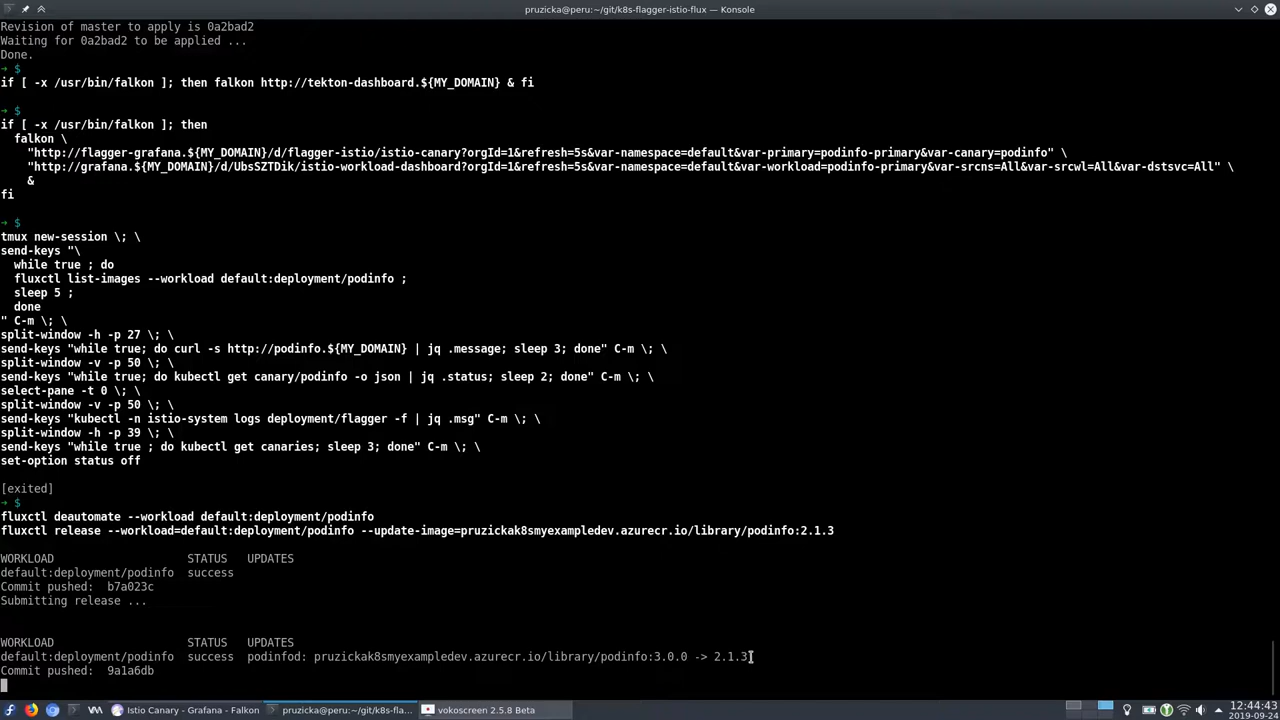 pruzicka@peru:~/git/k8s-flagger-istio-flux — Konsole
Revision of master to apply is 0a2bad2
Waiting for 0a2bad2 to be applied ...
Done.
➜ $
if [ -x /usr/bin/falkon ]; then falkon http://tekton-dashboard.${MY_DOMAIN} & fi
➜ $
if [ -x /usr/bin/falkon ]; then
falkon \
"http://flagger-grafana.${MY_DOMAIN}/d/flagger-istio/istio-canary?orgId=1&refresh=5s&var-namespace=default&var-primary=podinfo-primary&var-canary=podinfo" \
"http://grafana.${MY_DOMAIN}/d/UbsSZTDik/istio-workload-dashboard?orgId=1&refresh=5s&var-namespace=default&var-workload=podinfo-primary&var-srcns=All&var-srcwl=All&var-dstsvc=All" \
&
fi
➜ $
tmux new-session \; \
send-keys "\
while true ; do
fluxctl list-images --workload default:deployment/podinfo ;
sleep 5 ;
done
" C-m \; \
split-window -h -p 27 \; \
send-keys "while true; do curl -s http://podinfo.${MY_DOMAIN} | jq .message; sleep 3; done" C-m \; \
split-window -v -p 50 \; \
send-keys "while true; do kubectl get canary/podinfo -o json | jq .status; sleep 2; done" C-m \; \
select-pane -t 0 \; \
split-window -v -p 50 \; \
send-keys "kubectl -n istio-system logs deployment/flagger -f | jq .msg" C-m \; \
split-window -h -p 39 \; \
send-keys "while true ; do kubectl get canaries; sleep 3; done" C-m \; \
set-option status off
[exited]
➜ $
fluxctl deautomate --workload default:deployment/podinfo
fluxctl release --workload=default:deployment/podinfo --update-image=pruzickak8smyexampledev.azurecr.io/library/podinfo:2.1.3
WORKLOAD STATUS UPDATES
default:deployment/podinfo success
Commit pushed: b7a023c
Submitting release ...
WORKLOAD STATUS UPDATES
default:deployment/podinfo success podinfod: pruzickak8smyexampledev.azurecr.io/library/podinfo:3.0.0 -> 2.1.3
Commit pushed: 9a1a6db
Istio Canary - Grafana - Falkon
pruzicka@peru:~/git/k8s-fla...
vokoscreen 2.5.8 Beta
12:44:43
2019-09-24